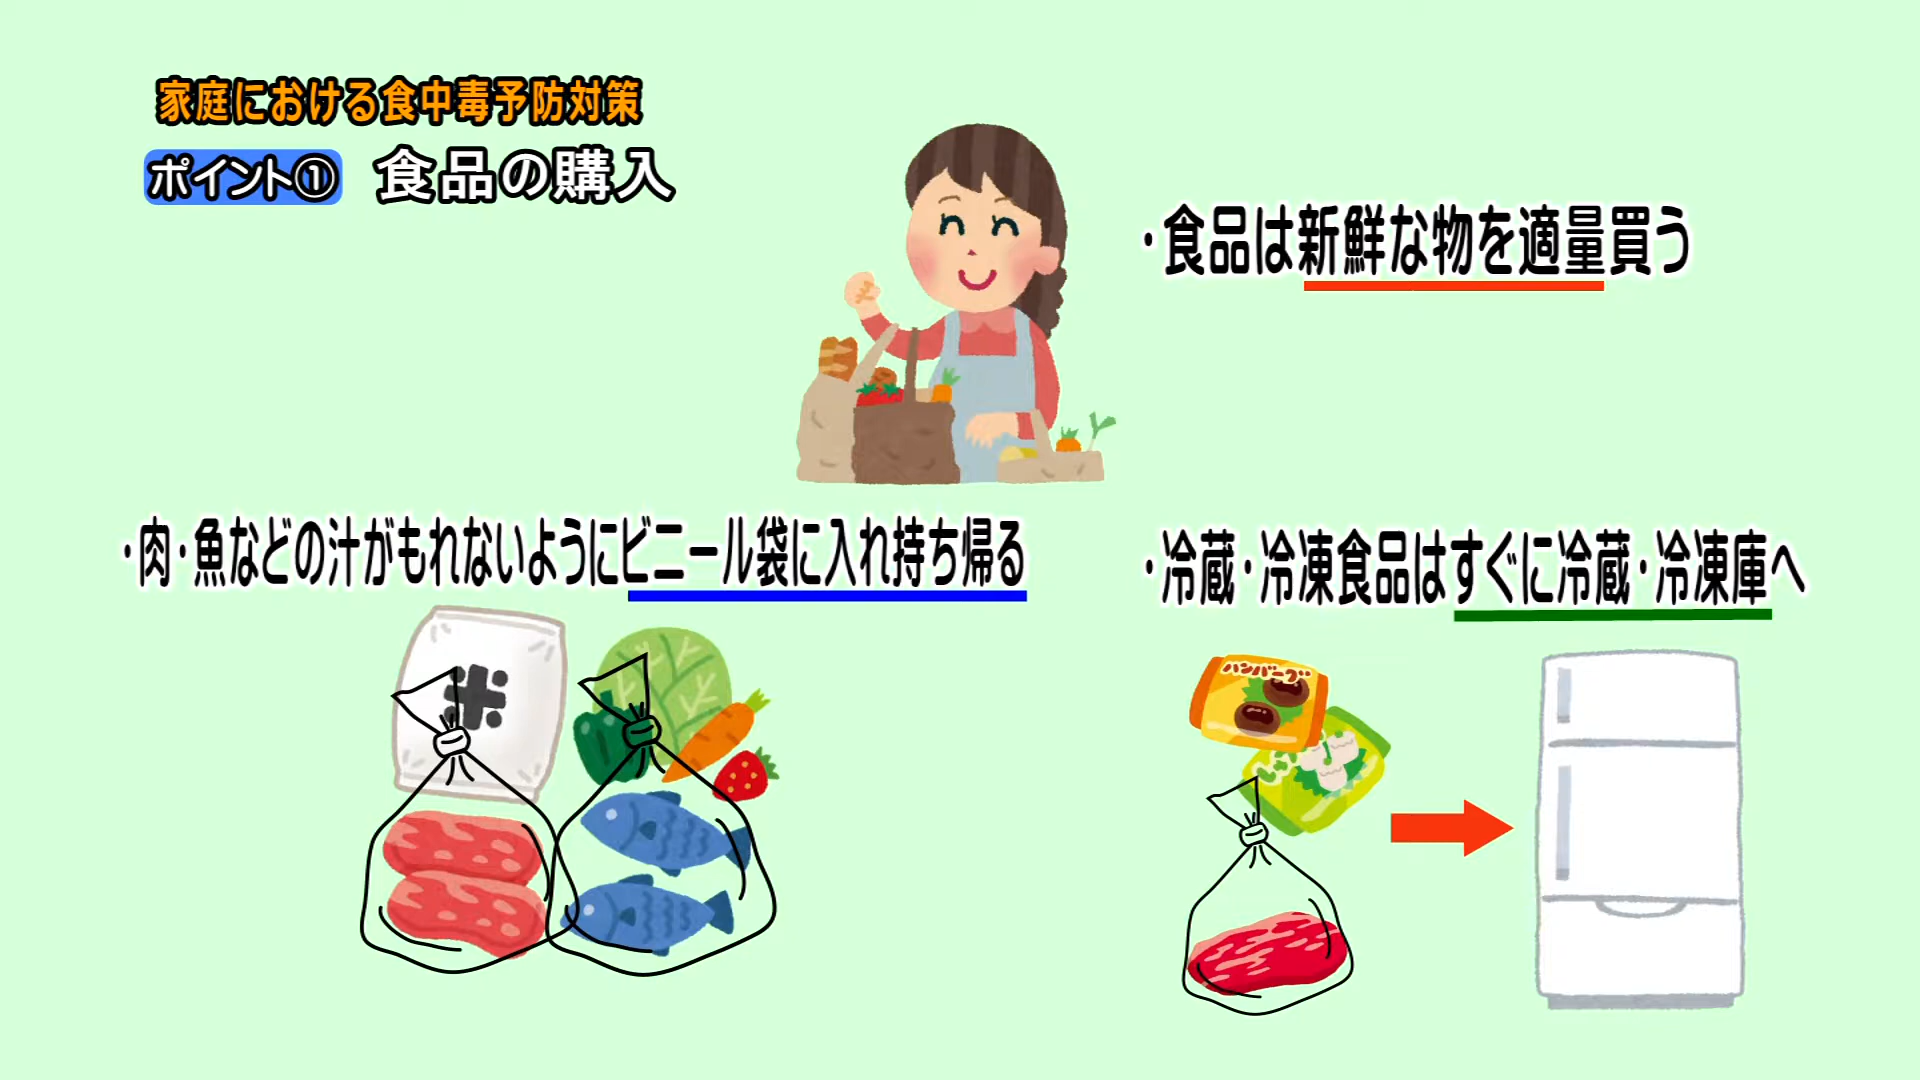 家庭における食中毒予防対策
ポイント① 食品の購入
・食品は新鮮な物を適量買う
・肉・魚などの汁がもれないようにビニール袋に入れ持ち帰る
・冷蔵・冷凍食品はすぐに冷蔵・冷凍庫へ
米
ハンバーグ